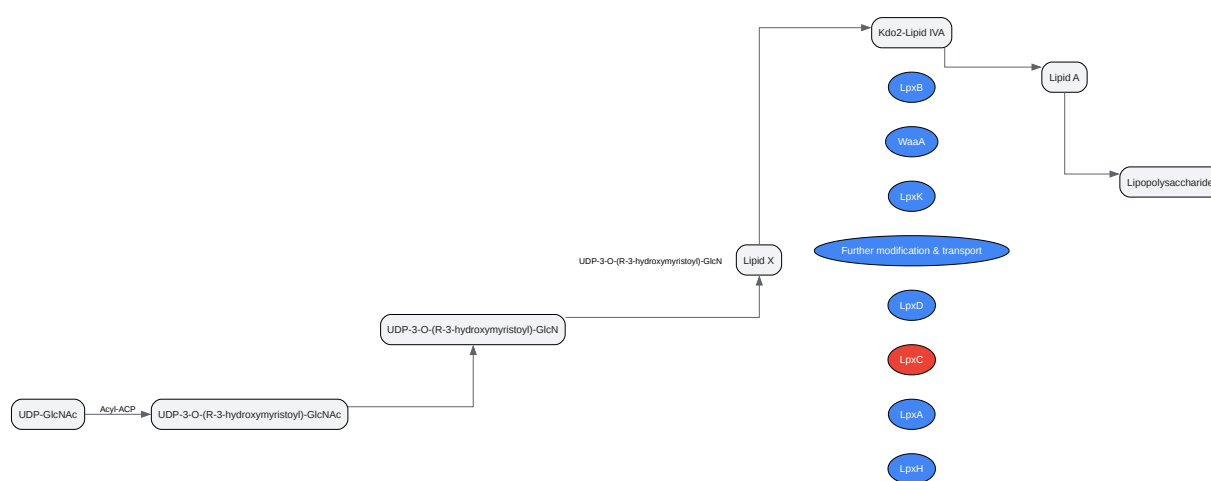 Kdo2-Lipid IVA
Lipid A
LpxB
WaaA
Lipopolysaccharide
LpxK
Further modification & transport
UDP-3-O-(R-3-hydroxymyristoyl)-GlcN
Lipid X
LpxD
UDP-3-O-(R-3-hydroxymyristoyl)-GlcN
LpxC
UDP-GlcNAc
Acyl-ACP
UDP-3-O-(R-3-hydroxymyristoyl)-GlcNAc
LpxA
LpxH